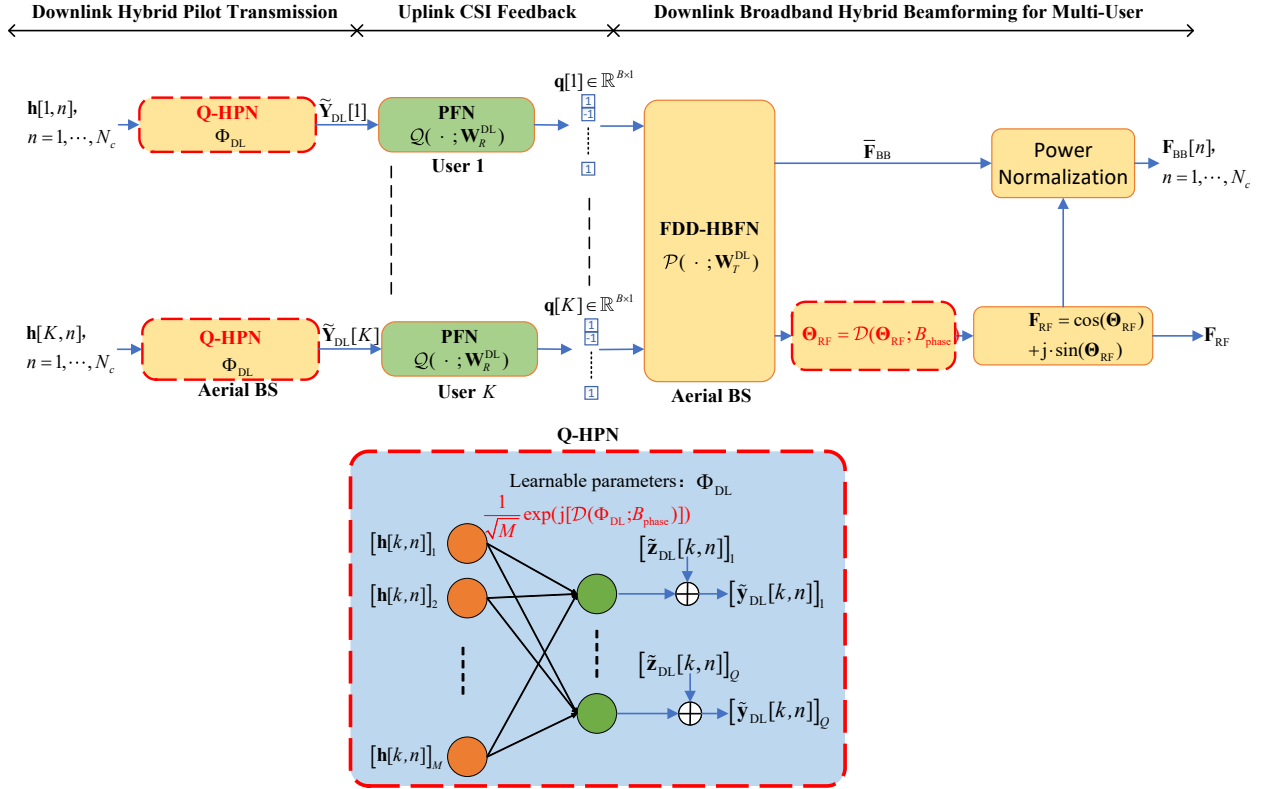 Downlink Hybrid Pilot Transmission
Uplink CSI Feedback
Downlink Broadband Hybrid Beamforming for Multi-User
h[1,n],
n=1,⋯,N_c
Q-HPN
Φ_DL
Ỹ_DL[1]
PFN
𝒬( · ;W_R^DL)
User 1
q[1]∈ℝ^{B×1}
1
-1
1
h[K,n],
n=1,⋯,N_c
Q-HPN
Φ_DL
Aerial BS
Ỹ_DL[K]
PFN
𝒬( · ;W_R^DL)
User K
q[K]∈ℝ^{B×1}
1
-1
1
FDD-HBFN
𝒫( · ;W_T^DL)
Aerial BS
F̅_BB
Power
Normalization
F_BB[n],
n=1,⋯,N_c
Θ_RF = 𝒟(Θ_RF;B_phase)
F_RF = cos(Θ_RF)
+j·sin(Θ_RF)
F_RF
Q-HPN
Learnable parameters: Φ_DL
1/√M exp(j[𝒟(Φ_DL;B_phase)])
[h[k,n]]_1
[h[k,n]]_2
[h[k,n]]_M
[z̃_DL[k,n]]_1
[ỹ_DL[k,n]]_1
[z̃_DL[k,n]]_Q
[ỹ_DL[k,n]]_Q